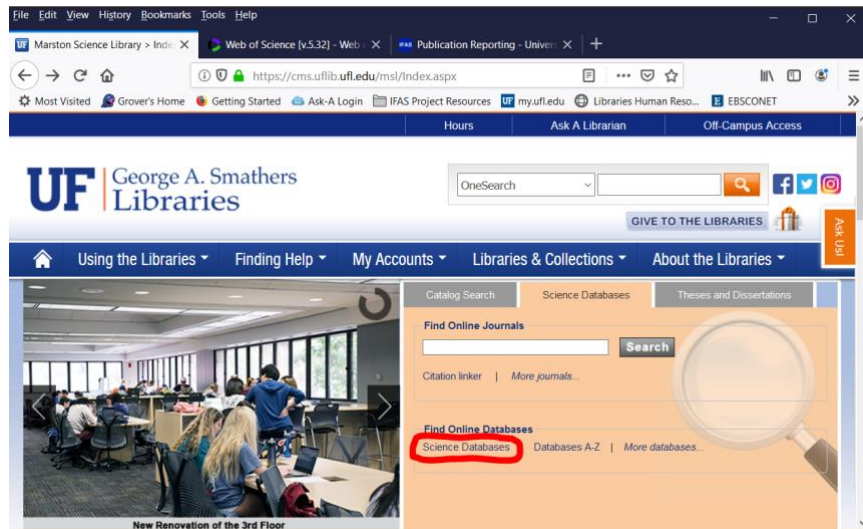 File Edit View History Bookmarks Tools Help
UF Marston Science Library > Inde
Web of Science [v.5.32] - Web
IFAS Publication Reporting - Univers
https://cms.uflib.ufl.edu/msl/Index.aspx
Most Visited Grover's Home Getting Started Ask-A Login IFAS Project Resources UF my.ufl.edu Libraries Human Reso... EBSCONET
Hours Ask A Librarian Off-Campus Access
UF George A. Smathers
Libraries
OneSearch
GIVE TO THE LIBRARIES
Ask Us!
Using the Libraries Finding Help My Accounts Libraries & Collections About the Libraries
Catalog Search Science Databases Theses and Dissertations
Find Online Journals
Search
Citation linker | More journals...
Find Online Databases
Science Databases Databases A-Z | More databases...
New Renovation of the 3rd Floor